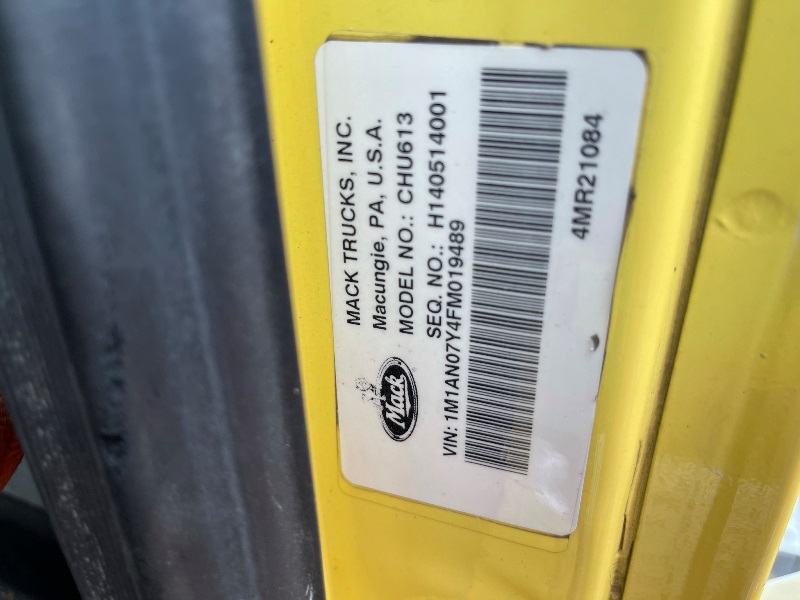 MACK TRUCKS, INC.
Macungie, PA, U.S.A.
MODEL NO.: CHU613
SEQ. NO.: H140514001
Mack
VIN: 1M1AN07Y4FM019489
4MR21084